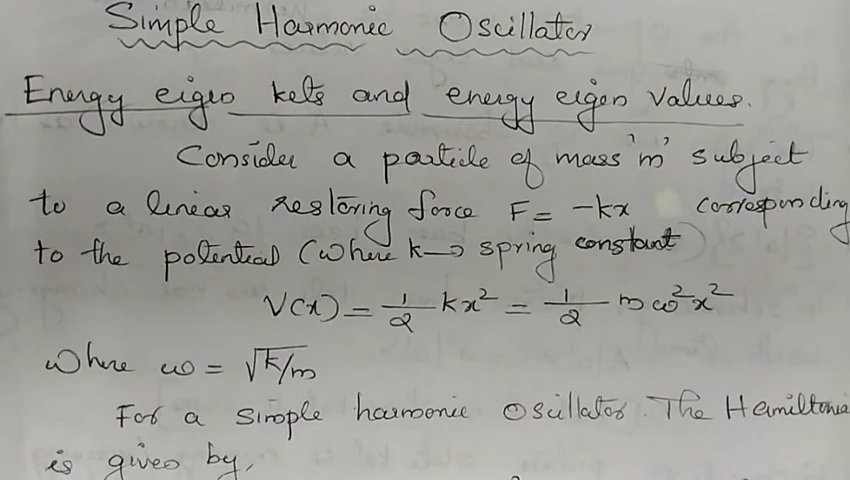 Simple Harmonic Oscillator
Energy eigen kets and energy eigen values.
Consider a particle of mass 'm' subject
to a linear restoring force F = -kx corresponding
to the potential (where k→ spring constant)
V(x) = 1/2 kx² = 1/2 mω²x²
where ω = √k/m
For a simple harmonic oscillator. The Hamiltonia
is given by,